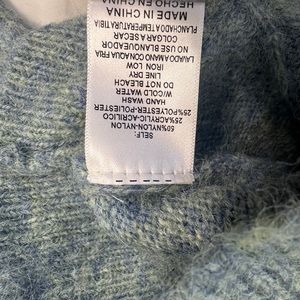 SELF:
50%NYLON-NYLON
25%ACRYLIC-ACRILICO
25%POLYESTER-POLIESTER
HAND WASH
W/COLD WATER
DO NOT BLEACH
LINE DRY
IRON LOW
LAVADO A MANO CON AGUA FRIA
NO USE BLANQUEADOR
COLGAR A SECAR
PLANCHAD A TEMPERATURA TIBIA
MADE IN CHINA
HECHO EN CHINA